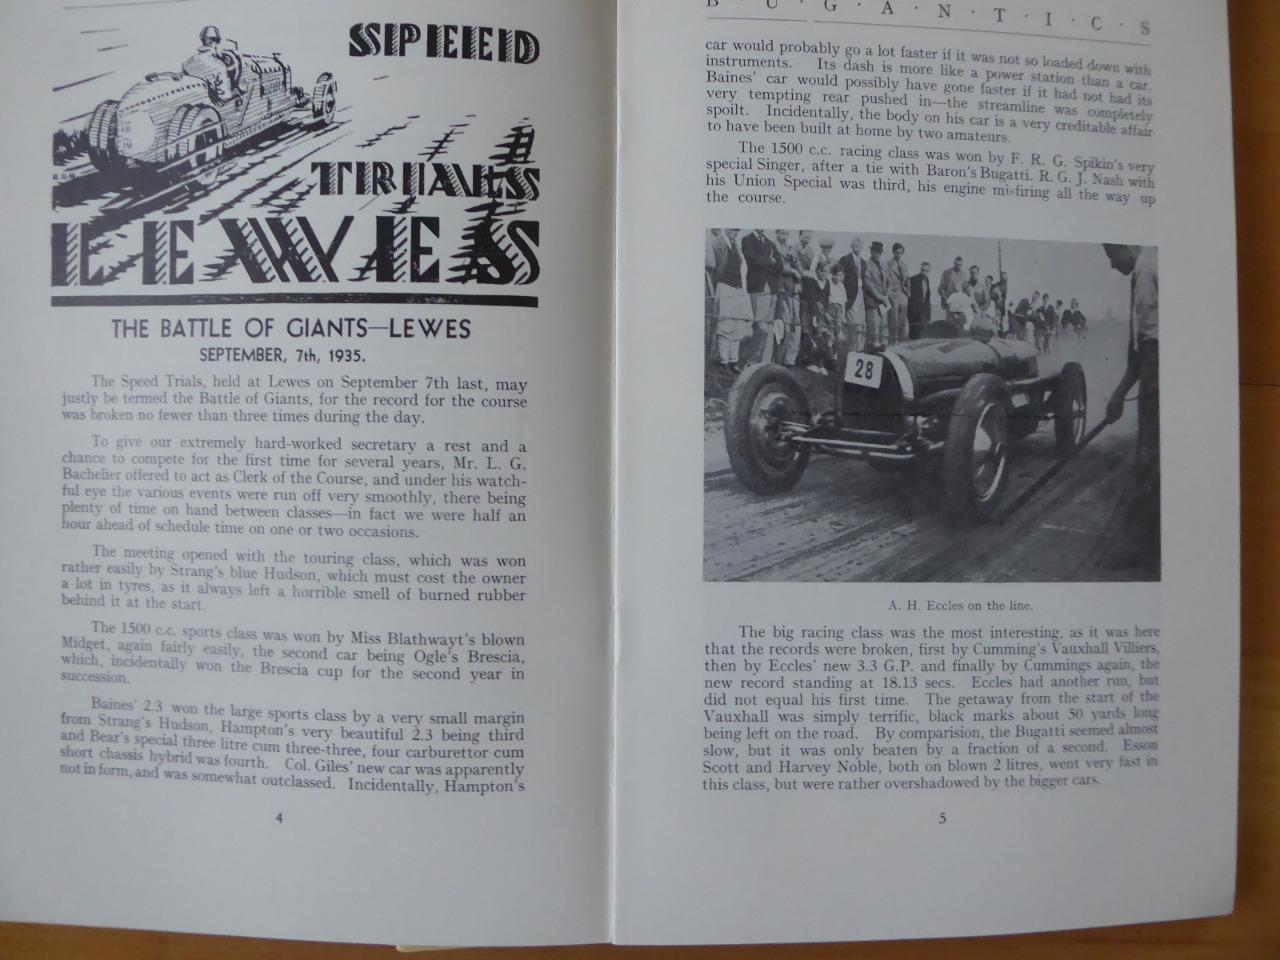 SPEED
TRIALS
LEWES
THE BATTLE OF GIANTS—LEWES
SEPTEMBER, 7th, 1935.
The Speed Trials, held at Lewes on September 7th last, may
justly be termed the Battle of Giants, for the record for the course
was broken no fewer than three times during the day.
To give our extremely hard-worked secretary a rest and a
chance to compete for the first time for several years, Mr. L. G.
Bachelier offered to act as Clerk of the Course, and under his watch-
ful eye the various events were run off very smoothly, there being
plenty of time on hand between classes—in fact we were half an
hour ahead of schedule time on one or two occasions.
The meeting opened with the touring class, which was won
rather easily by Strang's blue Hudson, which must cost the owner
a lot in tyres, as it always left a horrible smell of burned rubber
behind it at the start.
The 1500 c.c. sports class was won by Miss Blathwayt's blown
Midget, again fairly easily, the second car being Ogle's Brescia,
which, incidentally won the Brescia cup for the second year in
succession.
Baines' 2.3 won the large sports class by a very small margin
from Strang's Hudson, Hampton's very beautiful 2.3 being third
and Bear's special three litre cum three-three, four carburettor cum
short chassis hybrid was fourth. Col. Giles' new car was apparently
not in form, and was somewhat outclassed. Incidentally, Hampton's
4
B · U · G · A · N · T · I · C · S
car would probably go a lot faster if it was not so loaded down with
instruments. Its dash is more like a power station than a car.
Baines' car would possibly have gone faster if it had not had its
very tempting rear pushed in—the streamline was completely
spoilt. Incidentally, the body on his car is a very creditable affair
to have been built at home by two amateurs.
The 1500 c.c. racing class was won by F. R. G. Spikin's very
special Singer, after a tie with Baron's Bugatti. R. G. J. Nash with
his Union Special was third, his engine mi-firing all the way up
the course.
28
A. H. Eccles on the line.
The big racing class was the most interesting, as it was here
that the records were broken, first by Cumming's Vauxhall Villiers,
then by Eccles' new 3.3 G.P. and finally by Cummings again, the
new record standing at 18.13 secs. Eccles had another run, but
did not equal his first time. The getaway from the start of the
Vauxhall was simply terrific, black marks about 50 yards long
being left on the road. By comparision, the Bugatti seemed almost
slow, but it was only beaten by a fraction of a second. Esson
Scott and Harvey Noble, both on blown 2 litres, went very fast in
this class, but were rather overshadowed by the bigger cars.
5